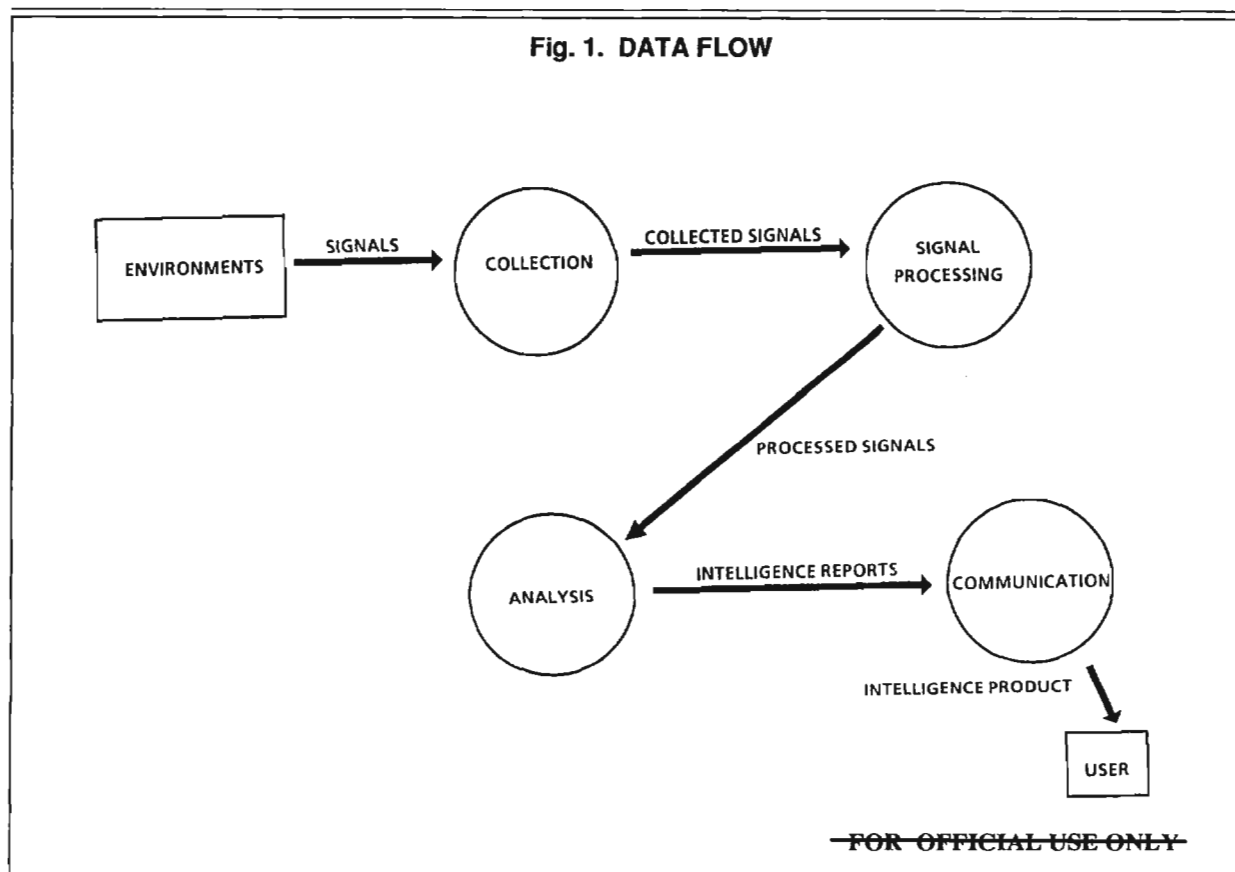 Fig. 1. DATA FLOW
ENVIRONMENTS
SIGNALS
COLLECTION
COLLECTED SIGNALS
SIGNAL
PROCESSING
PROCESSED SIGNALS
ANALYSIS
INTELLIGENCE REPORTS
COMMUNICATION
INTELLIGENCE PRODUCT
USER
FOR OFFICIAL USE ONLY